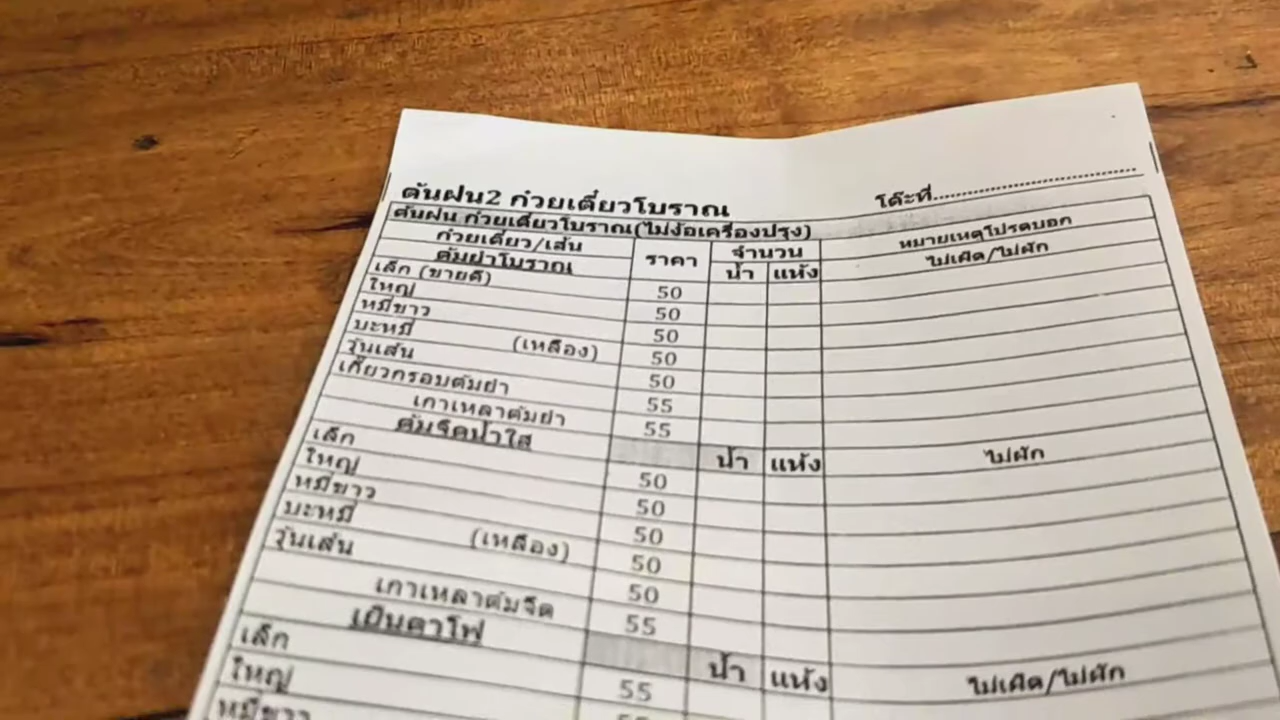 ต้นฝน2 ก๋วยเตี๋ยวโบราณ
โต๊ะที่
ต้นฝน ก๋วยเตี๋ยวโบราณ(ไม่ง้อเครื่องปรุง)
ก๋วยเตี๋ยว/เส้น ราคา จำนวน หมายเหตุโปรดบอก
ต้มยำโบราณ น้ำ แห้ง ไม่เผ็ด/ไม่ผัก
เล็ก (ขายดี) 50
ใหญ่ 50
หมี่ขาว 50
บะหมี่ (เหลือง) 50
วุ้นเส้น 50
เกี๊ยวกรอบต้มยำ 55
เกาเหลาต้มยำ 55
ต้มจืดน้ำใส น้ำ แห้ง ไม่ผัก
เล็ก 50
ใหญ่ 50
หมี่ขาว 50
บะหมี่ (เหลือง) 50
วุ้นเส้น 50
เกาเหลาต้มจืด 55
เย็นตาโฟ น้ำ แห้ง ไม่เผ็ด/ไม่ผัก
เล็ก 55
ใหญ่ 55
หมี่ขาว